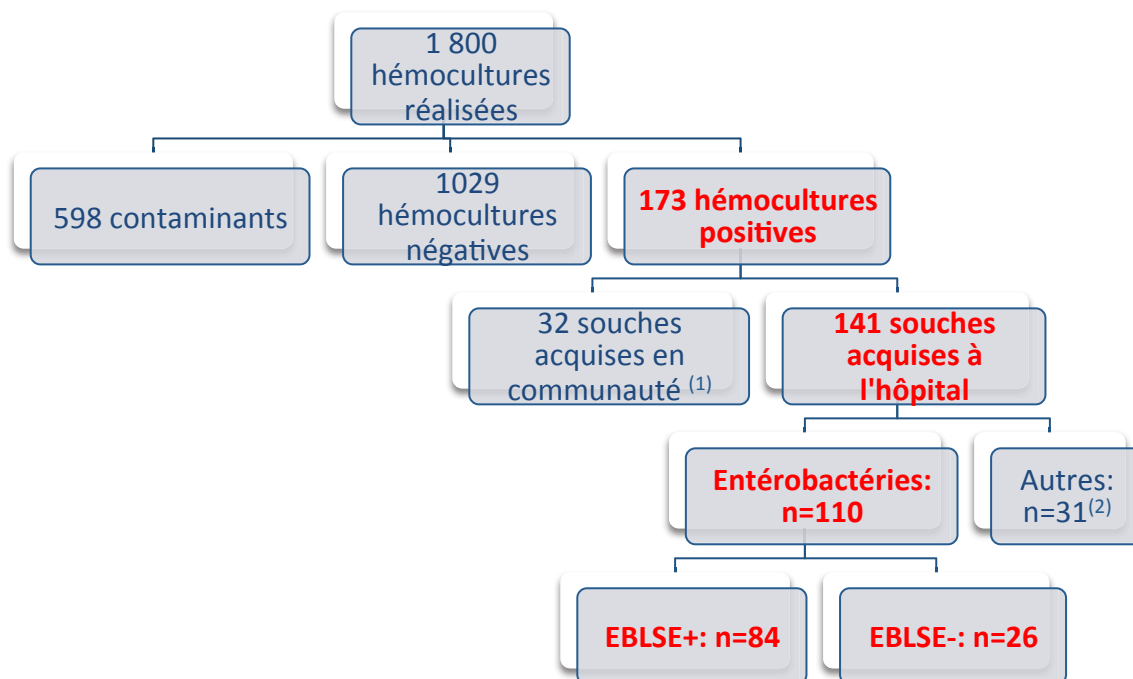 1 800
hémocultures
réalisées
598 contaminants
1029
hémocultures
négatives
173 hémocultures
positives
32 souches
acquises en
communauté (1)
141 souches
acquises à
l'hôpital
Entérobactéries:
n=110
Autres:
n=31(2)
EBLSE+: n=84
EBLSE-: n=26